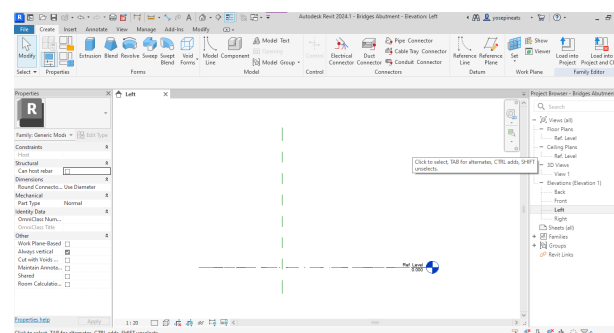 Autodesk Revit 2024.1 - Bridges Abutment - Elevation: Left
yosepineats
File Create Insert Annotate View Manage Add-Ins Modify
Modify
Extrusion Blend Revolve Sweep Swept Blend Void Forms
Model Line Component
Model Text
Opening
Model Group
Control
Electrical Connector Duct Connector
Pipe Connector
Cable Tray Connector
Conduit Connector
Reference Line Reference Plane
Set
Show
Viewer
Load into Project Load into Project and Cl
Select Properties Forms Model Control Connectors Datum Work Plane Family Editor
Properties
R
Family: Generic Mode Edit Type
Constraints
Host
Structural
Can host rebar
Dimensions
Round Connecto... Use Diameter
Mechanical
Part Type Normal
Identity Data
OmniClass Num...
OmniClass Title
Other
Work Plane-Based
Always vertical
Cut with Voids ...
Maintain Annota...
Shared
Room Calculatio...
Properties help Apply
Left
Click to select, TAB for alternates, CTRL adds, SHIFT unselects.
Ref. Level
0.000
1 : 20
Project Browser - Bridges Abutment
Search
Views (all)
Floor Plans
Ref. Level
Ceiling Plans
Ref. Level
3D Views
View 1
Elevations (Elevation 1)
Back
Front
Left
Right
Sheets (all)
Families
Groups
Revit Links
Click to select, TAB for alternates, CTRL adds, SHIFT unselects